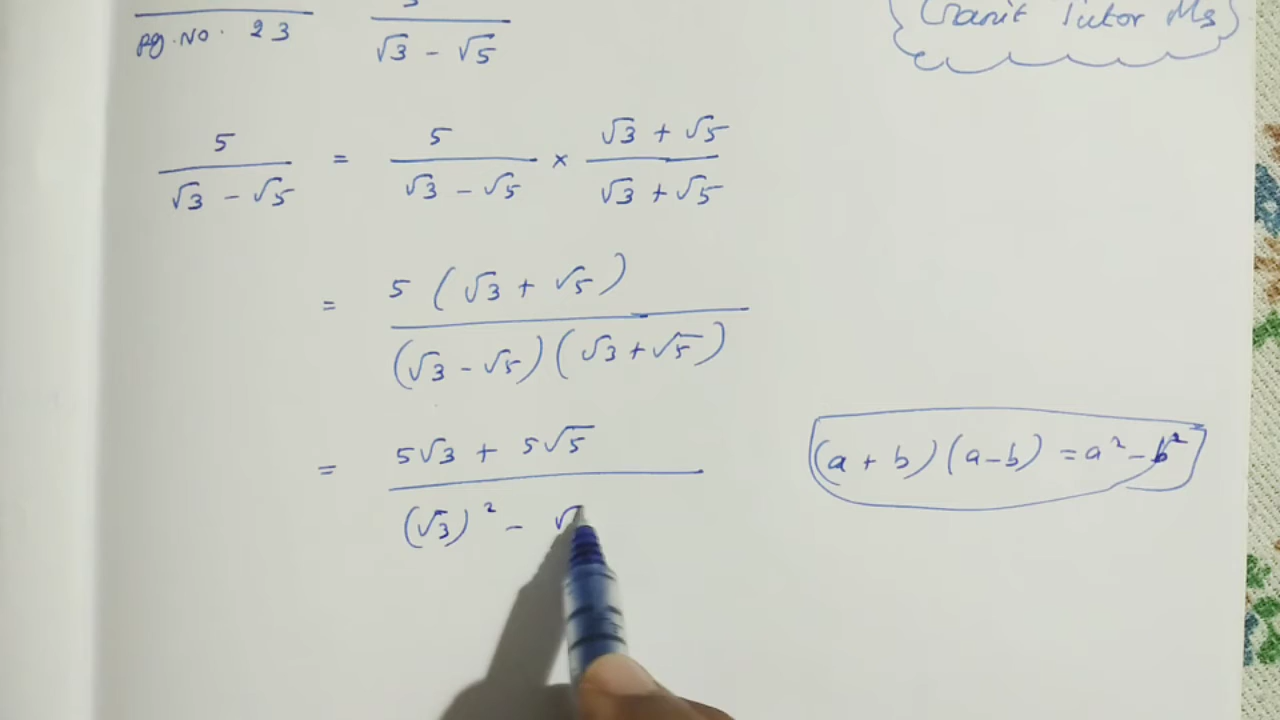 Ganit Tutor Ms
pg.No. 23
√3 - √5
5 / √3 - √5 = 5 / √3 - √5 × √3 + √5 / √3 + √5
= 5 (√3 + √5) / (√3 - √5) (√3 + √5)
= 5√3 + 5√5 / (√3)² - √
(a + b) (a - b) = a² - b²